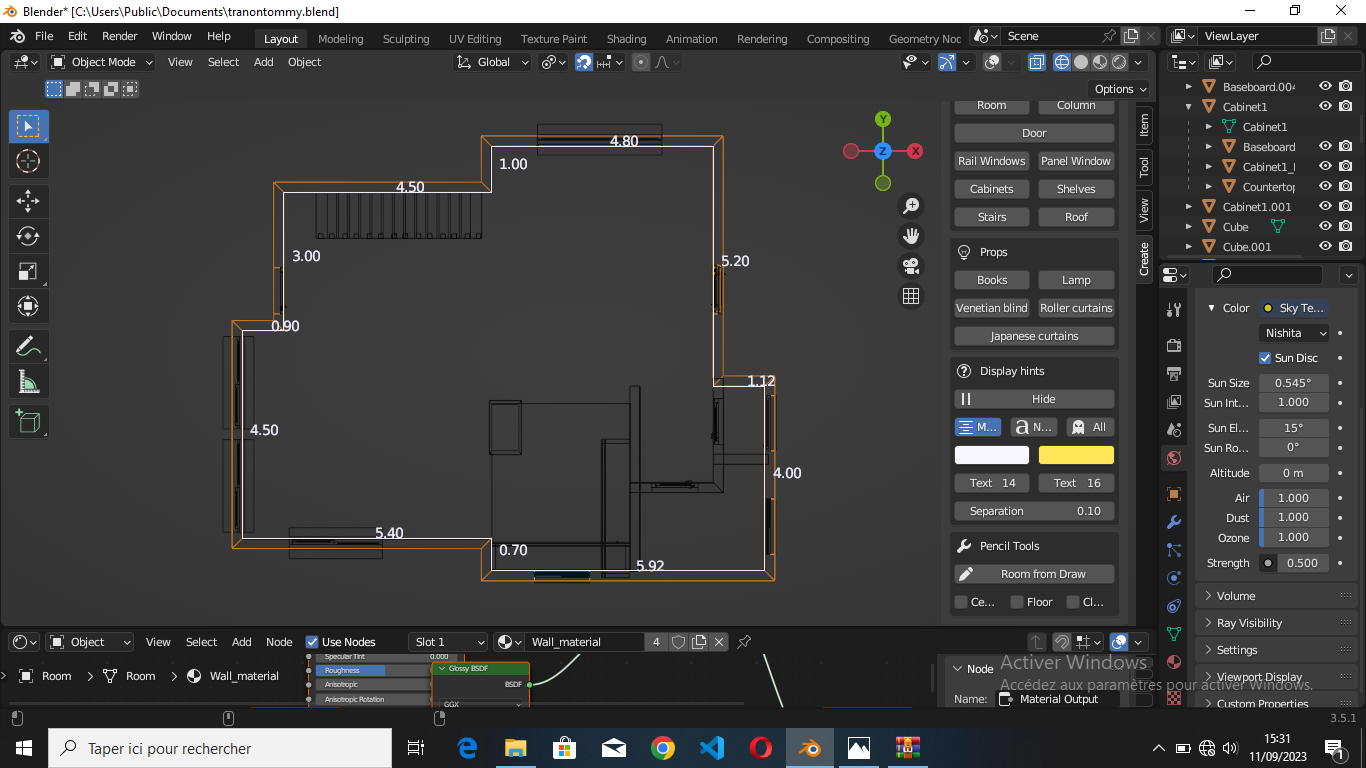 Blender* [C:\Users\Public\Documents\tranontommy.blend]
File Edit Render Window Help Layout Modeling Sculpting UV Editing Texture Paint Shading Animation Rendering Compositing Geometry Noc Scene ViewLayer
Object Mode View Select Add Object Global
Options
Room Column
Door
Rail Windows Panel Window
Cabinets Shelves
Stairs Roof
Props
Books Lamp
Venetian blind Roller curtains
Japanese curtains
Display hints
Hide
M... a N... All
Text 14 Text 16
Separation 0.10
Pencil Tools
Room from Draw
Ce... Floor Cl...
Item
Tool
View
Create
Y
Z X
4.80
1.00
4.50
3.00
5.20
0.90
1.12
4.50
4.00
5.40
0.70
5.92
Baseboard.004
Cabinet1
Cabinet1
Baseboard
Cabinet1_
Countertop
Cabinet1.001
Cube
Cube.001
Color Sky Te...
Nishita
Sun Disc
Sun Size 0.545°
Sun Int... 1.000
Sun El... 15°
Sun Ro... 0°
Altitude 0 m
Air 1.000
Dust 1.000
Ozone 1.000
Strength 0.500
Volume
Ray Visibility
Settings
Viewport Display
Custom Properties
Object View Select Add Node Use Nodes Slot 1 Wall_material 4
Room Room Wall_material
Specular Tint 0.000
Roughness
Anisotropic
Anisotropic Rotation
Glossy BSDF
BSDF
GGX
Node
Name: Material Output
Activer Windows
Accédez aux paramètres pour activer Windows.
3.5.1
Taper ici pour rechercher
15:31
11/09/2023
1